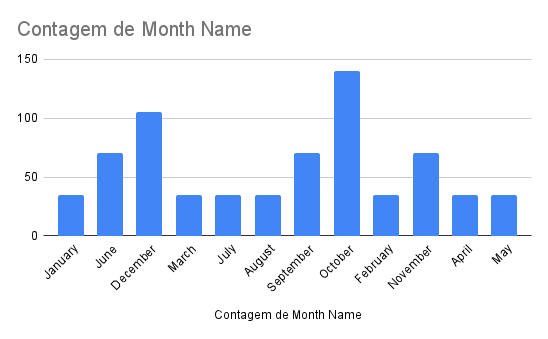 Contagem de Month Name
150
100
50
0
January
June
December
March
July
August
September
October
February
November
April
May
Contagem de Month Name